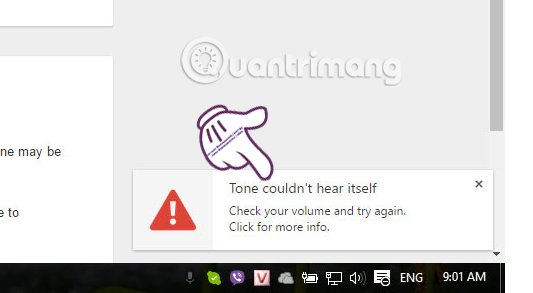 Quantrimang
ne may be
e to
Tone couldn't hear itself
Check your volume and try again.
Click for more info.
ENG 9:01 AM